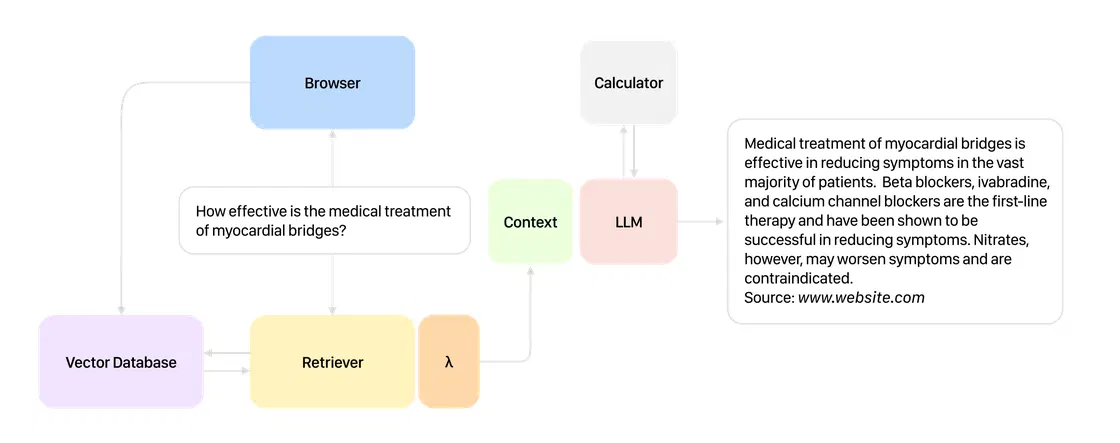 Browser
Calculator
How effective is the medical treatment
of myocardial bridges?
Context
LLM
Medical treatment of myocardial bridges is
effective in reducing symptoms in the vast
majority of patients.  Beta blockers, ivabradine,
and calcium channel blockers are the first-line
therapy and have been shown to be
successful in reducing symptoms. Nitrates,
however, may worsen symptoms and are
contraindicated.
Source: www.website.com
Vector Database
Retriever
λ